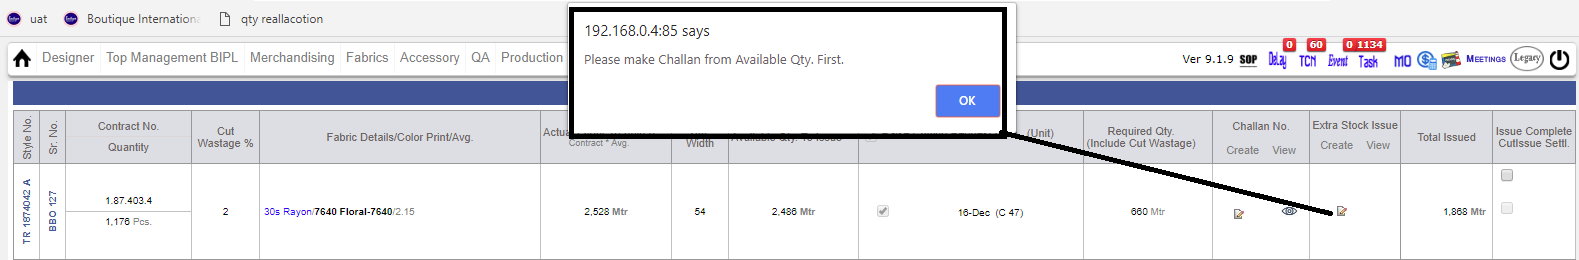 uat Boutique Internationa qty reallacotion
192.168.0.4:85 says
Please make Challan from Available Qty. First.
OK
Designer Top Management BIPL Merchandising Fabrics Accessory QA Production
Ver 9.1.9 SOP Delay 0 TCN 60 Event 0 Task 1134 MO MEETINGS Legacy
Style No.
Sr. No.
Contract No.
Quantity
Cut
Wastage %
Fabric Details/Color Print/Avg.
Actua
Contract * Avg.
Width
(Unit)
Required Qty.
(Include Cut Wastage)
Challan No.
Create View
Extra Stock Issue
Create View
Total Issued
Issue Complete
CutIssue Settl.
TR 1874042 A
BBO 127
1.87.403.4
1,176 Pcs.
2
30s Rayon/7640 Floral-7640/2.15
2,528 Mtr
54
2,486 Mtr
16-Dec (C 47)
660 Mtr
1,868 Mtr